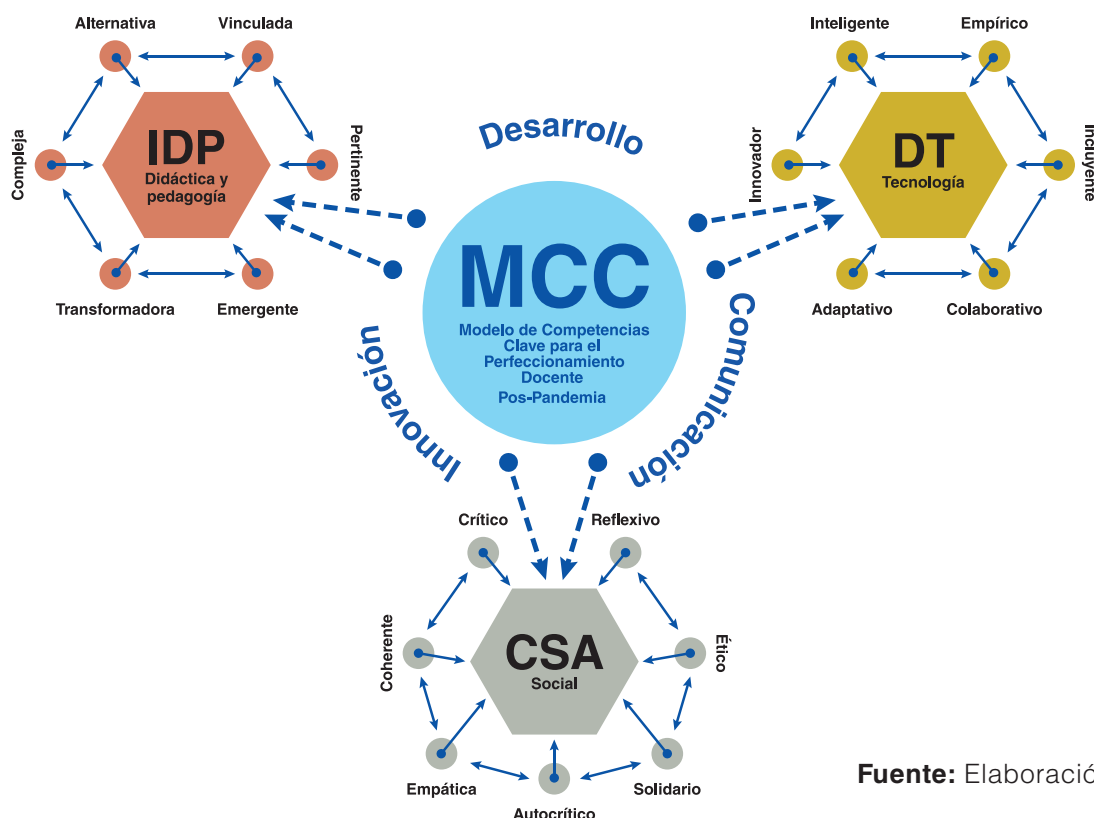 Alternativa
Vinculada
Compleja
IDP
Didáctica y
pedagogía
Pertinente
Transformadora
Emergente
Desarrollo
Inteligente
Empírico
Innovador
DT
Tecnología
Incluyente
Adaptativo
Colaborativo
MCC
Modelo de Competencias
Clave para el
Perfeccionamiento
Docente
Pos-Pandemia
Innovación
Comunicación
Crítico
Reflexivo
Coherente
CSA
Social
Ético
Empática
Autocrítico
Solidario
Fuente: Elaboració